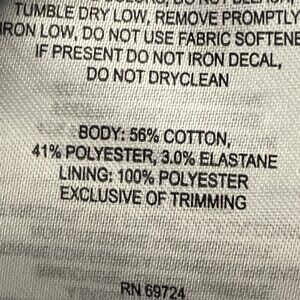 TUMBLE DRY LOW, REMOVE PROMPTLY
IRON LOW, DO NOT USE FABRIC SOFTENE
IF PRESENT DO NOT IRON DECAL,
DO NOT DRYCLEAN
BODY: 56% COTTON,
41% POLYESTER, 3.0% ELASTANE
LINING: 100% POLYESTER
EXCLUSIVE OF TRIMMING
RN 69724